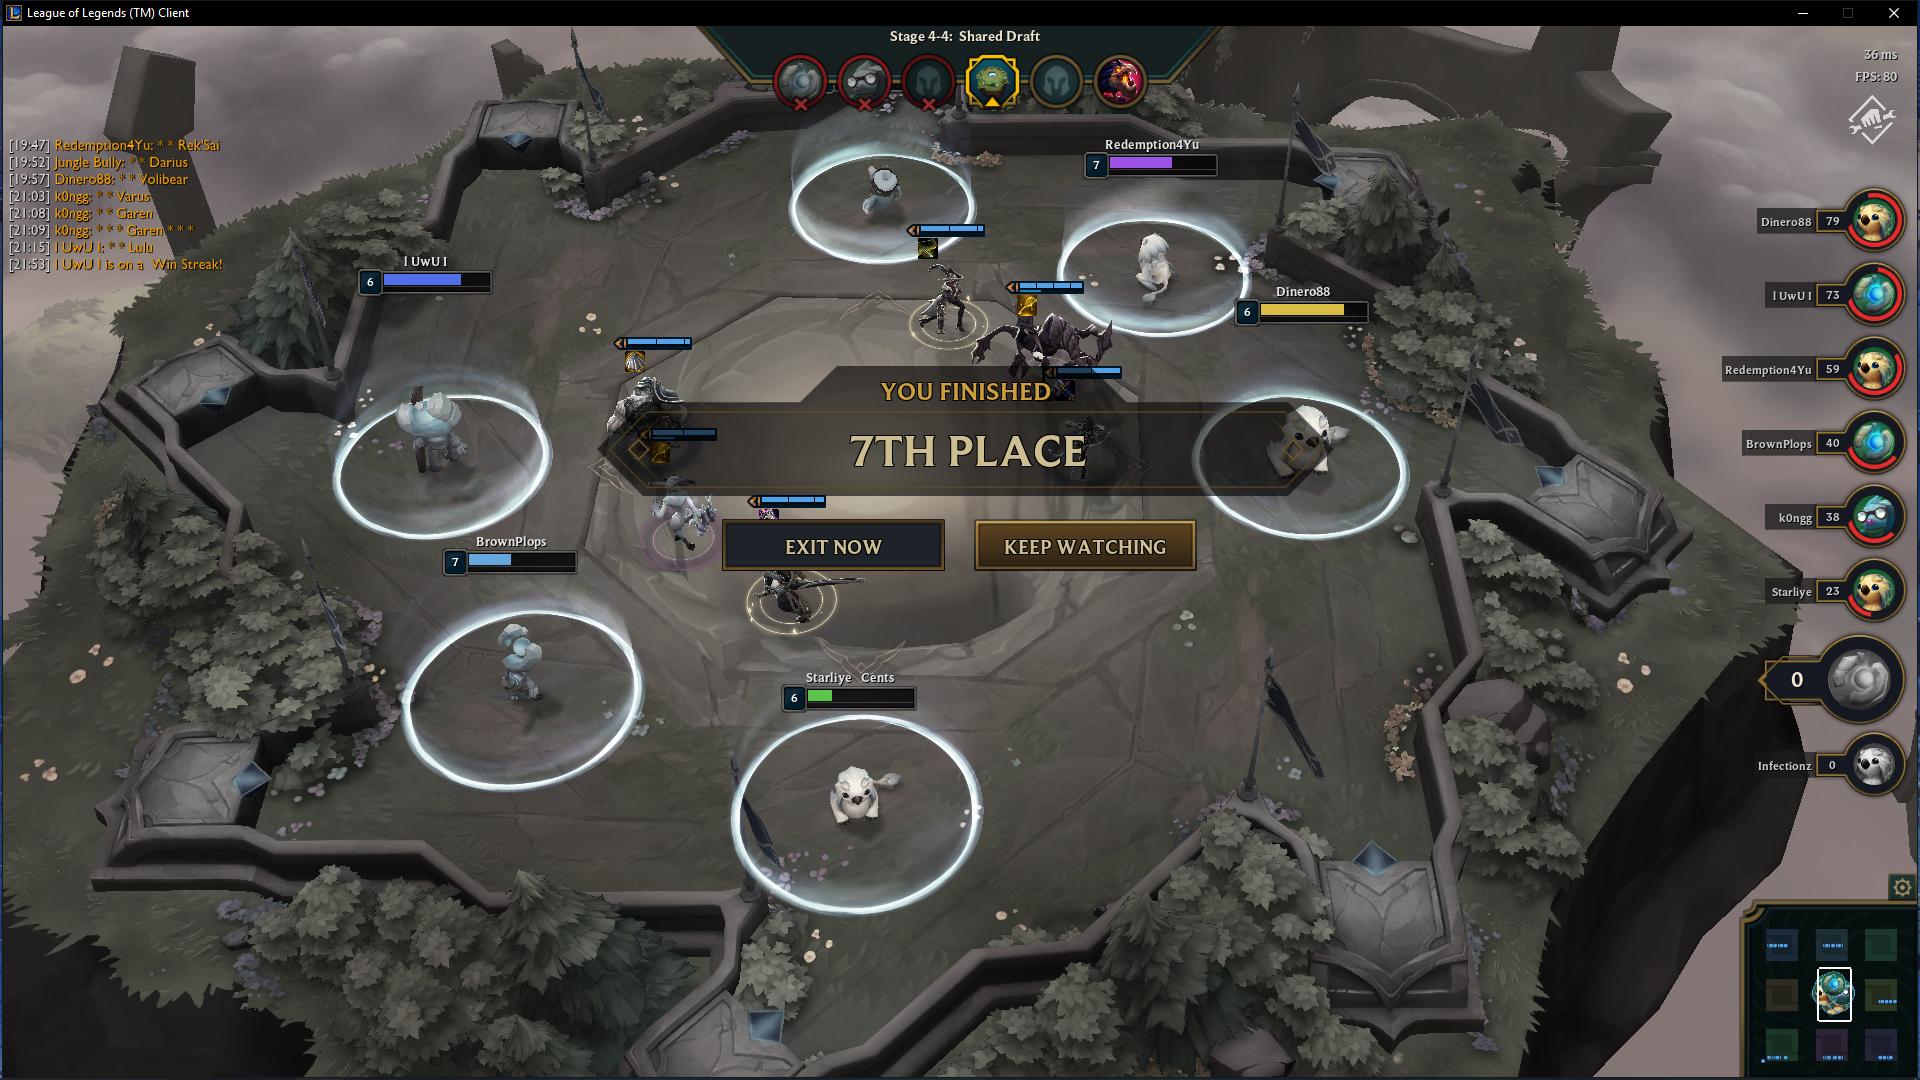 League of Legends (TM) Client
Stage 4-4: Shared Draft
36 ms
FPS: 80
[19:47] Redemption4Yu: * * Rek'Sai
[19:52] Jungle Bully: * * Darius
[19:57] Dinero88: * * Volibear
[21:03] k0ngg: * * Varus
[21:08] k0ngg: * * Garen
[21:09] k0ngg: * * * Garen * * *
[21:15] I UwU I: * * Lulu
[21:53] I UwU I is on a Win Streak!
Redemption4Yu
7
I UwU I
6
Dinero88
6
Dinero88 79
I UwU I 73
Redemption4Yu 59
BrownPlops 40
k0ngg 38
Starliye 23
0
Infectionz 0
YOU FINISHED
7TH PLACE
EXIT NOW
KEEP WATCHING
BrownPlops
7
Starliye Cents
6